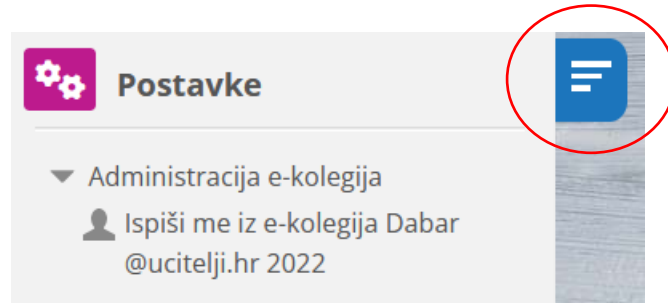 Postavke
Administracija e-kolegija
Ispiši me iz e-kolegija Dabar
@ucitelji.hr 2022